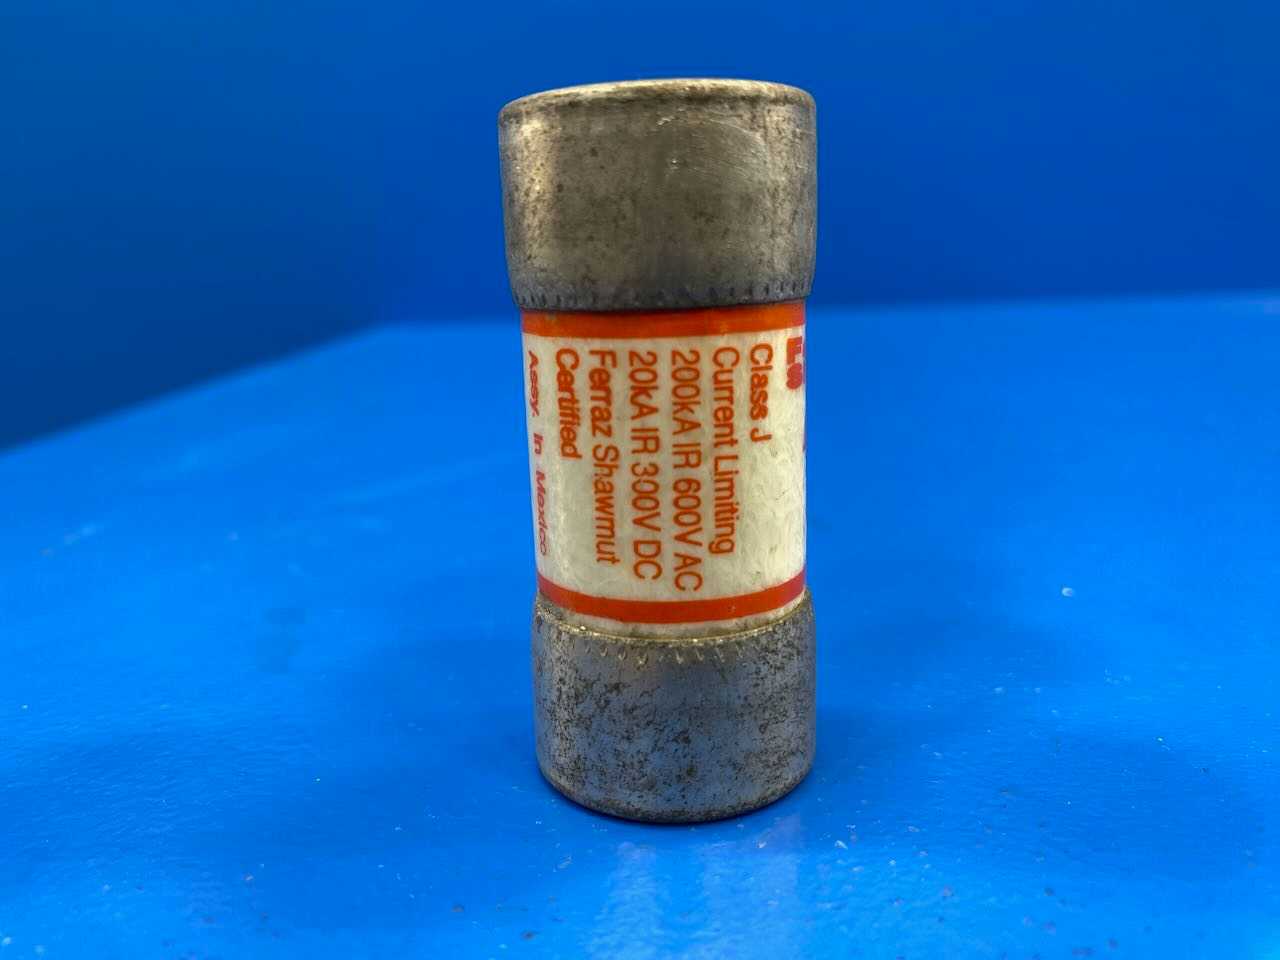 Class J
Current Limiting
200kA IR 600V AC
20kA IR 300V DC
Ferraz Shawmut
Certified
Assy. in Mexico